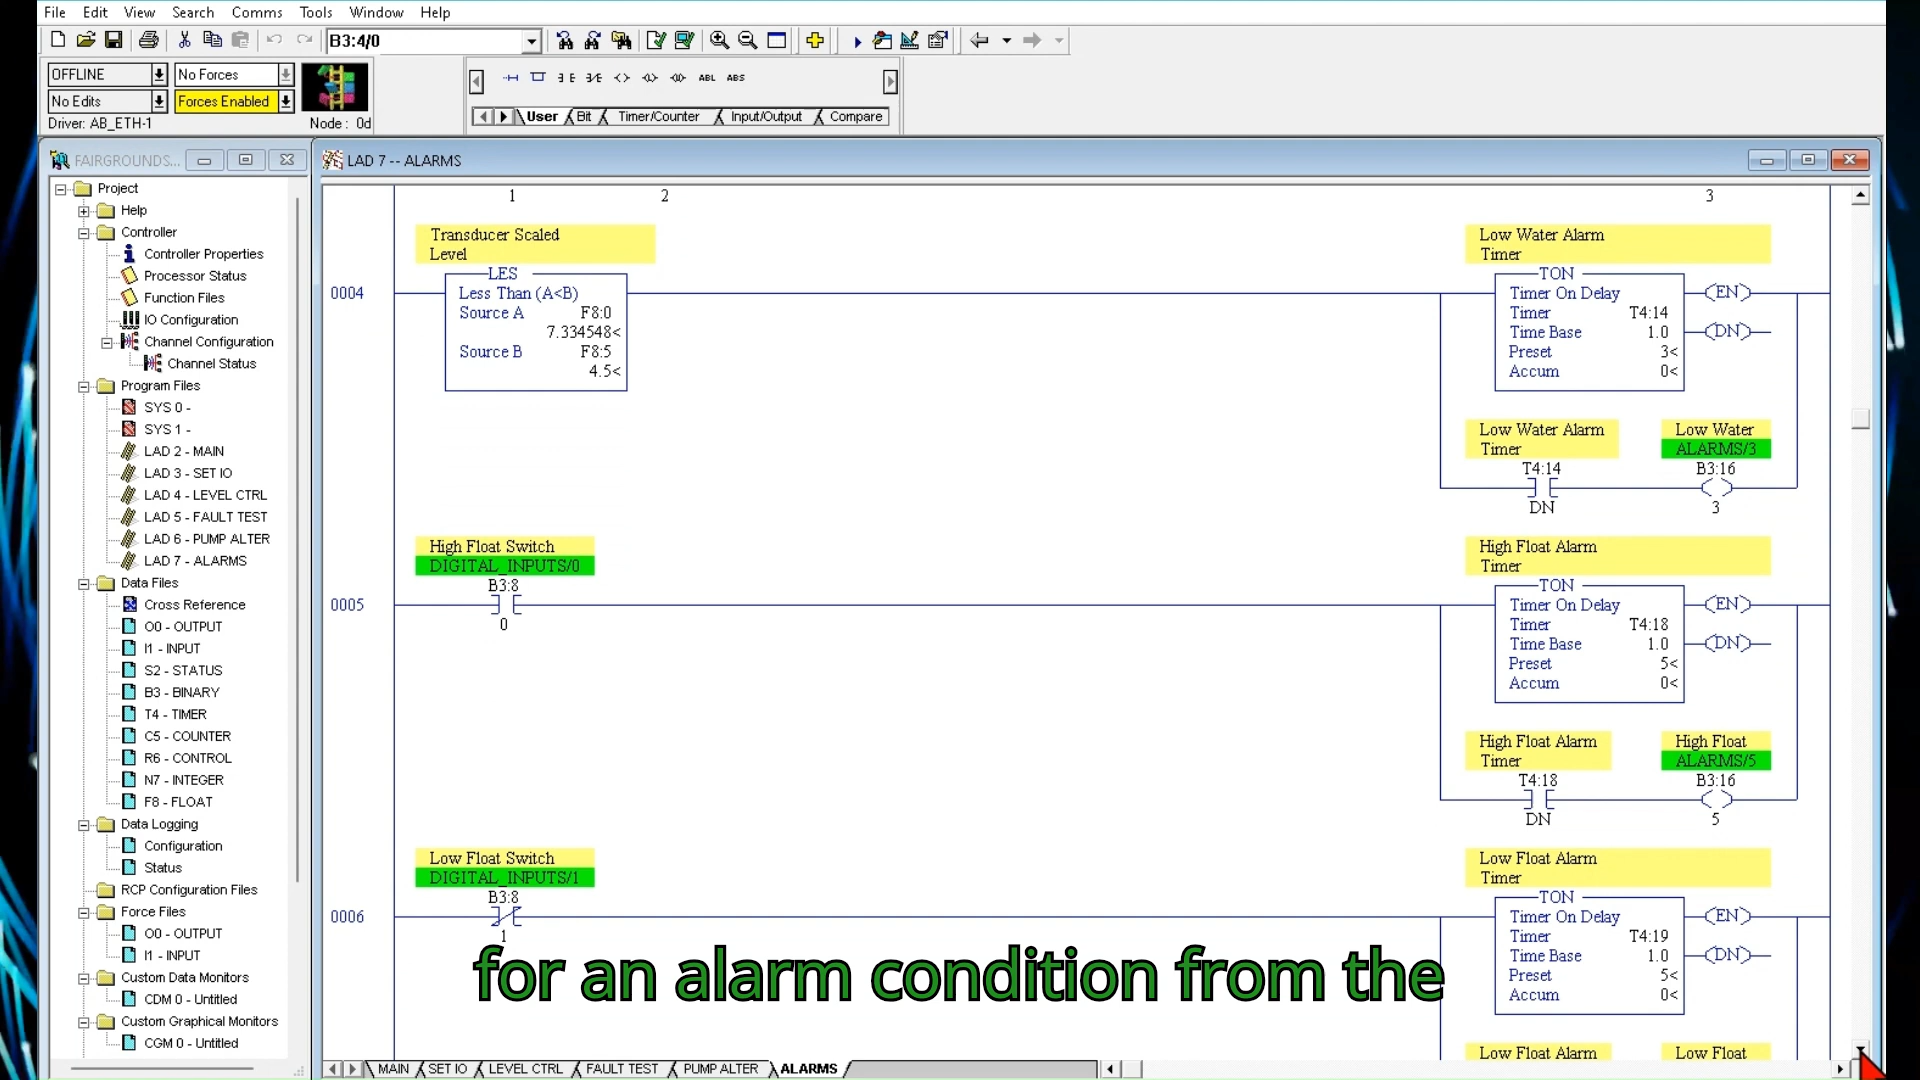 File Edit View Search Comms Tools Window Help
B3:4/0
OFFLINE No Forces
No Edits Forces Enabled
Driver: AB_ETH-1 Node : 0d
ABL ABS
User Bit Timer/Counter Input/Output Compare
FAIRGROUNDS...
Project
Help
Controller
Controller Properties
Processor Status
Function Files
IO Configuration
Channel Configuration
Channel Status
Program Files
SYS 0 -
SYS 1 -
LAD 2 - MAIN
LAD 3 - SET IO
LAD 4 - LEVEL CTRL
LAD 5 - FAULT TEST
LAD 6 - PUMP ALTER
LAD 7 - ALARMS
Data Files
Cross Reference
O0 - OUTPUT
I1 - INPUT
S2 - STATUS
B3 - BINARY
T4 - TIMER
C5 - COUNTER
R6 - CONTROL
N7 - INTEGER
F8 - FLOAT
Data Logging
Configuration
Status
RCP Configuration Files
Force Files
O0 - OUTPUT
I1 - INPUT
Custom Data Monitors
CDM 0 - Untitled
Custom Graphical Monitors
CGM 0 - Untitled
LAD 7 -- ALARMS
1 2 3
0004
Transducer Scaled
Level
LES
Less Than (A<B)
Source A F8:0
7.334548<
Source B F8:5
4.5<
Low Water Alarm
Timer
TON
Timer On Delay EN
Timer T4:14
Time Base 1.0 DN
Preset 3<
Accum 0<
Low Water Alarm
Timer
T4:14
DN
Low Water
ALARMS/3
B3:16
3
0005
High Float Switch
DIGITAL_INPUTS/0
B3:8
0
High Float Alarm
Timer
TON
Timer On Delay EN
Timer T4:18
Time Base 1.0 DN
Preset 5<
Accum 0<
High Float Alarm
Timer
T4:18
DN
High Float
ALARMS/5
B3:16
5
0006
Low Float Switch
DIGITAL_INPUTS/1
B3:8
1
Low Float Alarm
Timer
TON
Timer On Delay EN
Timer T4:19
Time Base 1.0 DN
Preset 5<
Accum 0<
Low Float Alarm
Low Float
for an alarm condition from the
MAIN SET IO LEVEL CTRL FAULT TEST PUMP ALTER ALARMS